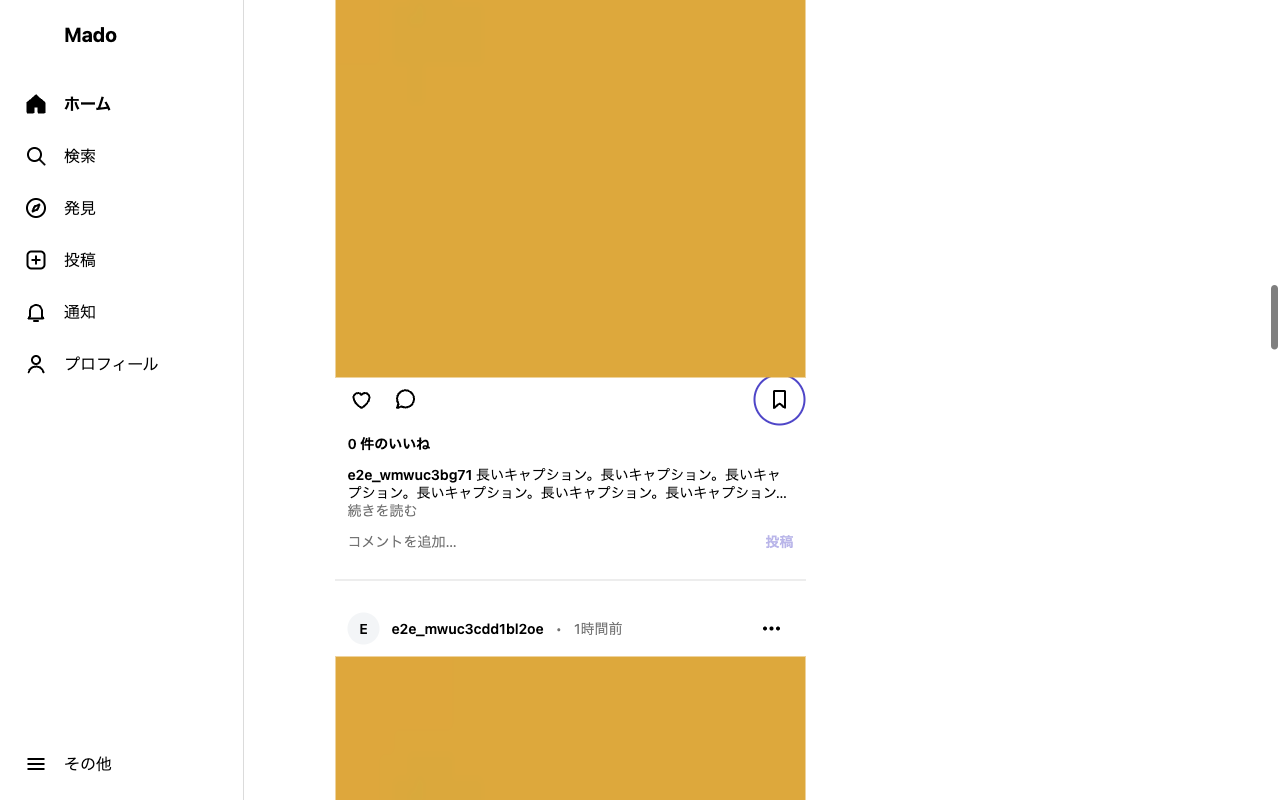 Mado
ホーム
検索
発見
投稿
通知
プロフィール
その他
0 件のいいね
e2e_wmwuc3bg71 長いキャプション。長いキャプション。長いキャ
プション。長いキャプション。長いキャプション。長いキャプション...
続きを読む
コメントを追加... 投稿
E e2e_mwuc3cdd1bl2oe • 1時間前